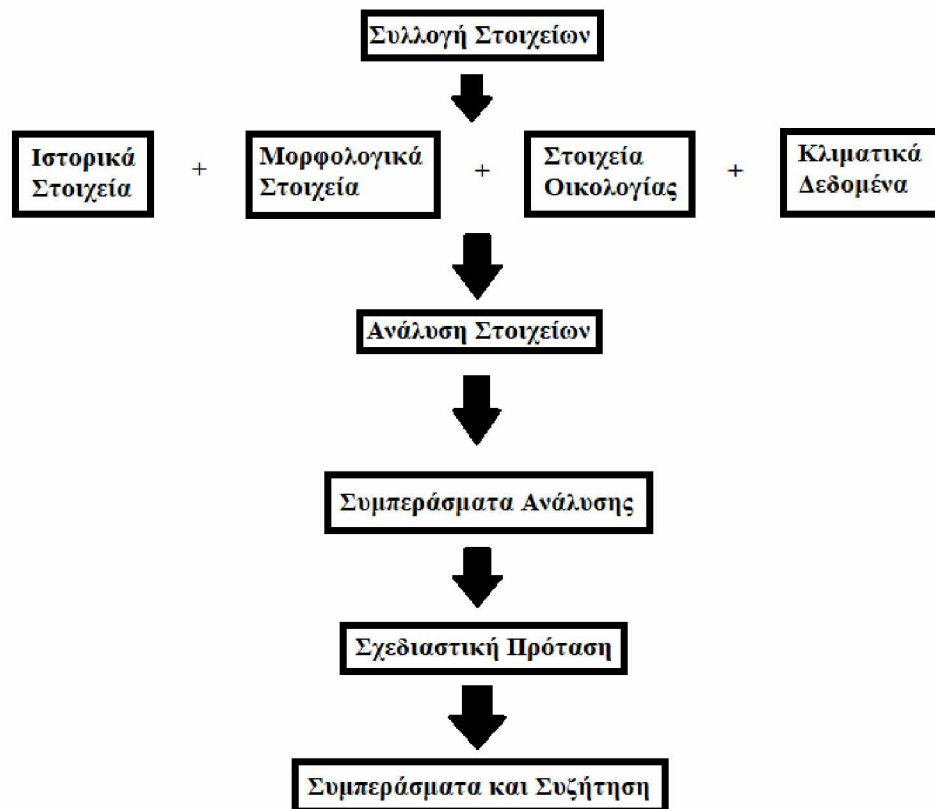 Συλλογή Στοιχείων
Ιστορικά
Στοιχεία
+
Μορφολογικά
Στοιχεία
+
Στοιχεία
Οικολογίας
+
Κλιματικά
Δεδομένα
Ανάλυση Στοιχείων
Συμπεράσματα Ανάλυσης
Σχεδιαστική Πρόταση
Συμπεράσματα και Συζήτηση